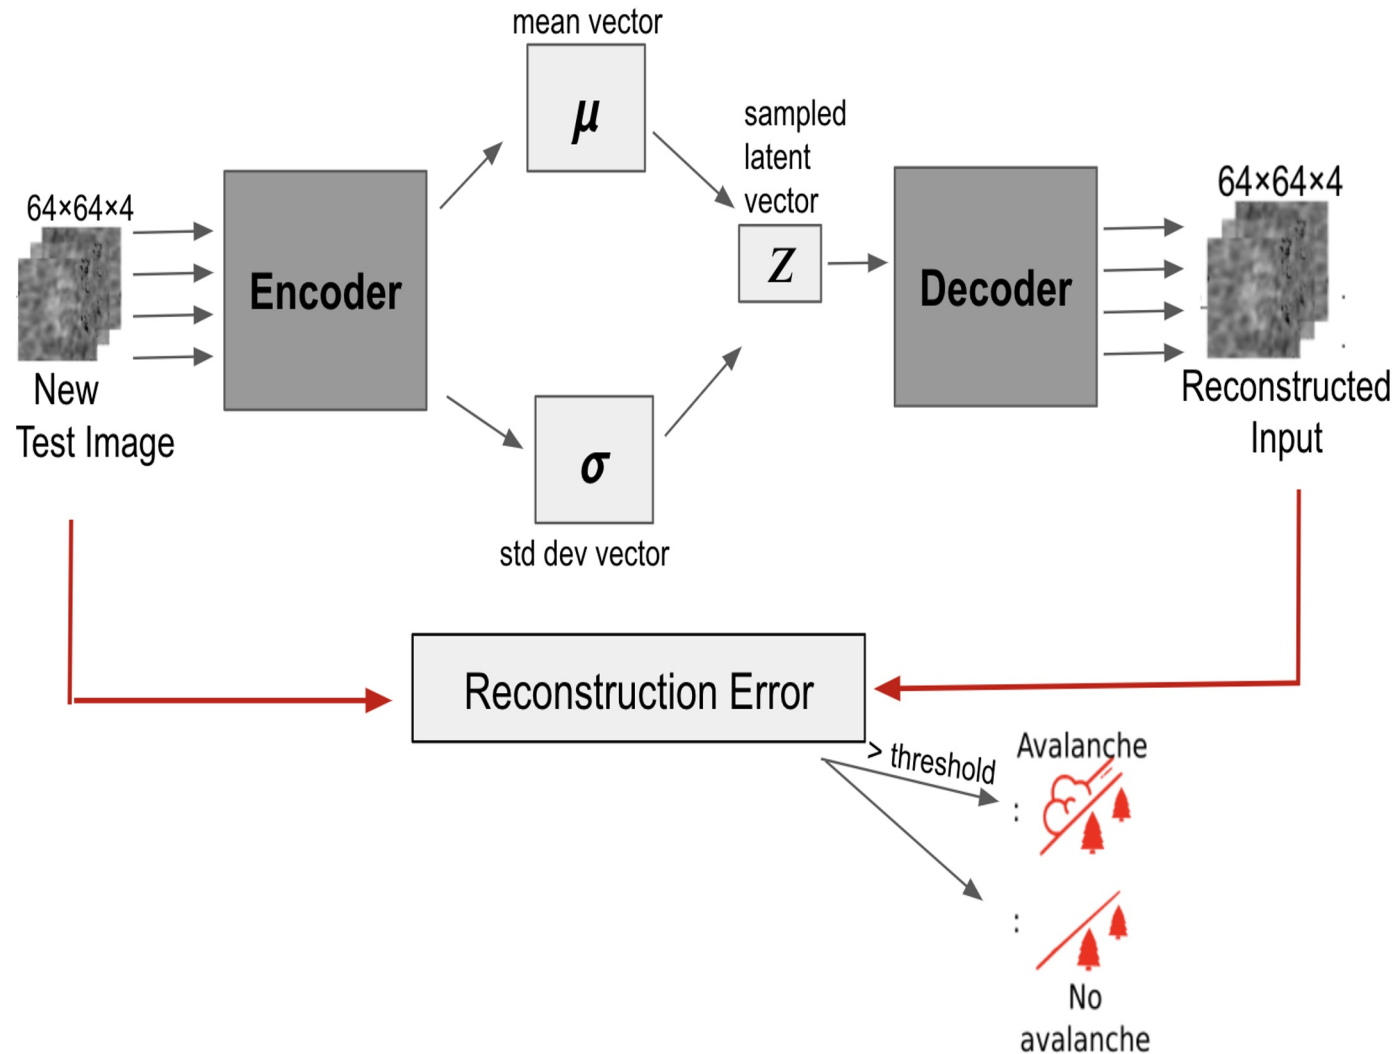 mean vector
μ
sampled
latent
vector
64×64×4
64×64×4
Encoder
Z
Decoder
New
Test Image
Reconstructed
Input
σ
std dev vector
Reconstruction Error
> threshold
Avalanche
:
:
No
avalanche